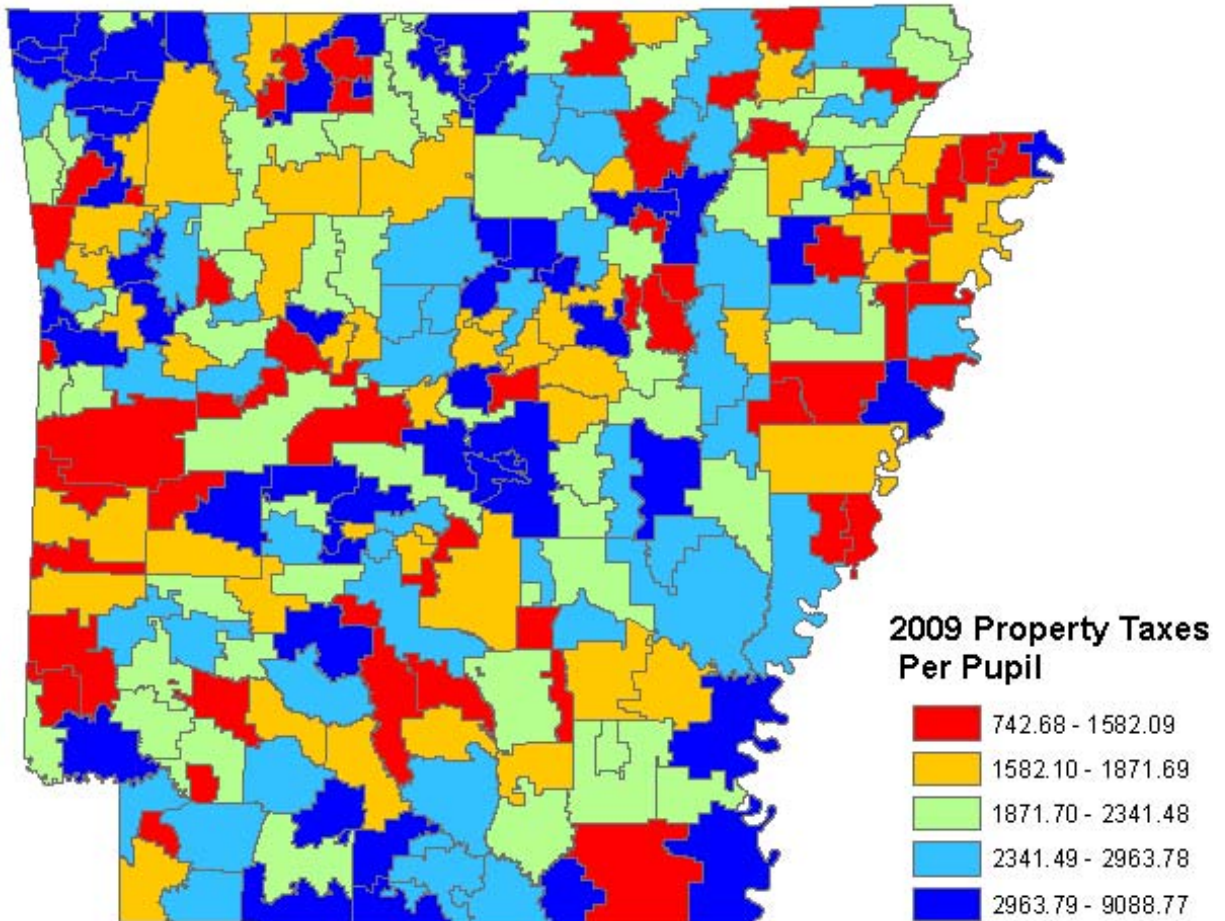 2009 Property Taxes
Per Pupil
742.68 - 1582.09
1582.10 - 1871.69
1871.70 - 2341.48
2341.49 - 2963.78
2963.79 - 9088.77